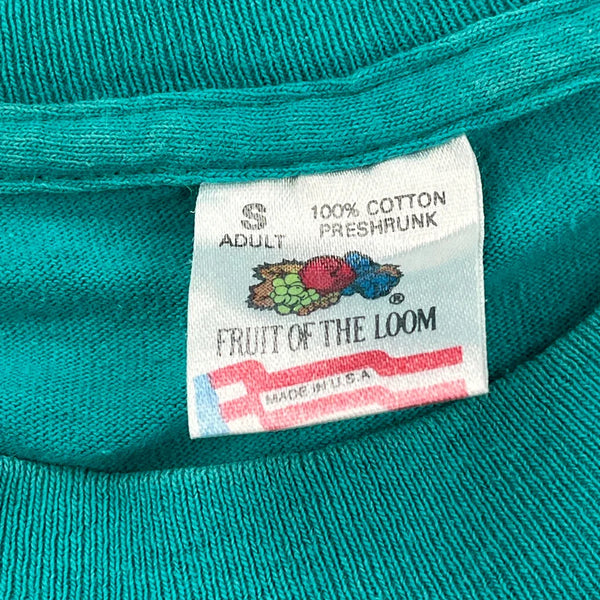 S
ADULT
100% COTTON
PRESHRUNK
®
FRUIT OF THE LOOM
MADE IN U.S.A